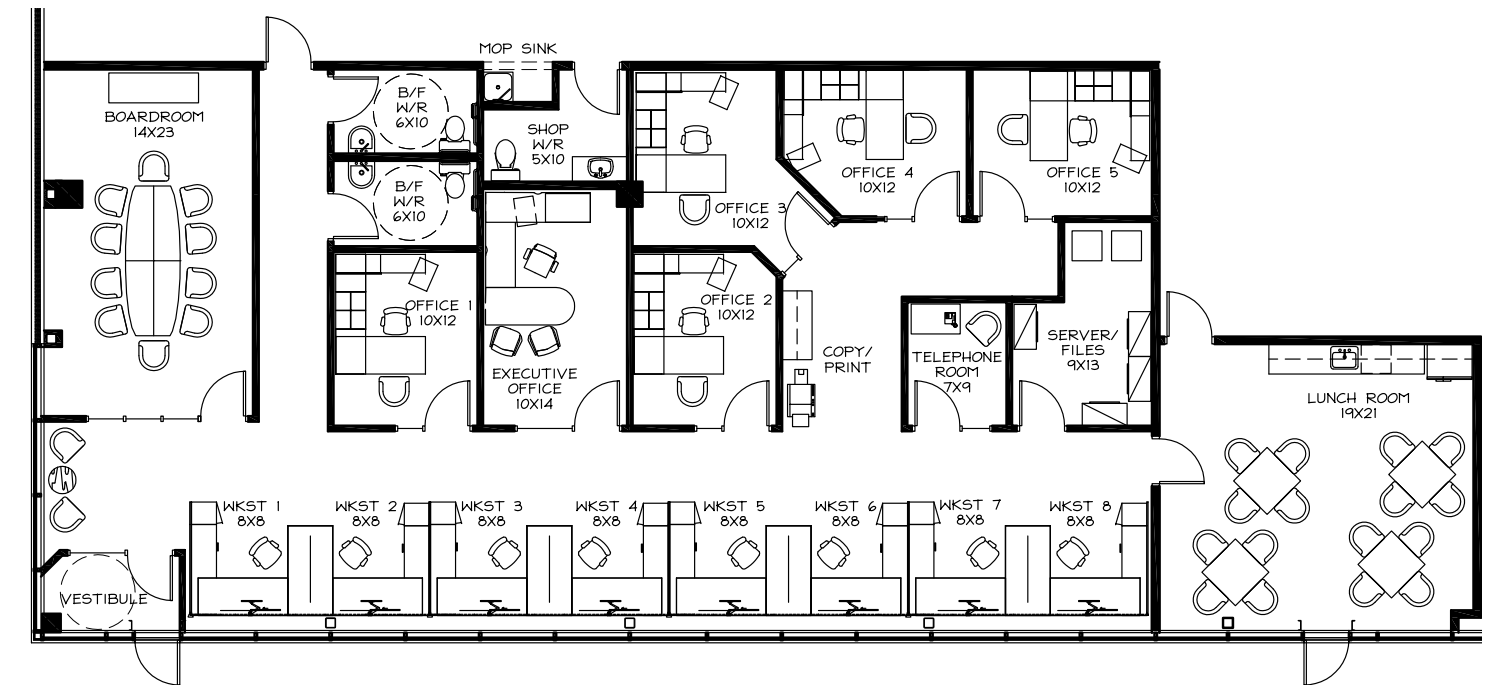 MOP SINK
BOARDROOM
14X23
B/F
W/R
6X10
SHOP
W/R
5X10
B/F
W/R
6X10
OFFICE 3
10X12
OFFICE 4
10X12
OFFICE 5
10X12
OFFICE 1
10X12
EXECUTIVE
OFFICE
10X14
OFFICE 2
10X12
COPY/
PRINT
TELEPHONE
ROOM
7X9
SERVER/
FILES
9X13
LUNCH ROOM
19X21
WKST 1
8X8
WKST 2
8X8
WKST 3
8X8
WKST 4
8X8
WKST 5
8X8
WKST 6
8X8
WKST 7
8X8
WKST 8
8X8
VESTIBULE